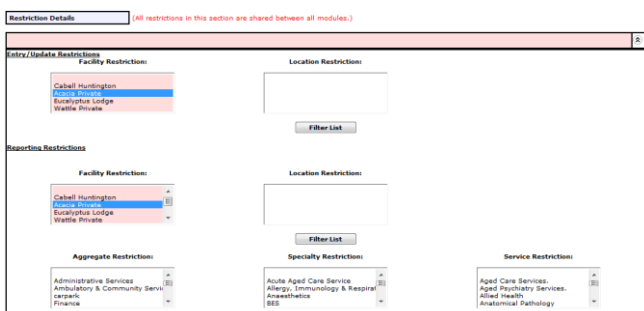 Restriction Details
(All restrictions in this section are shared between all modules.)
Entry/Update Restrictions
Facility Restriction:
Location Restriction:
Cabell Huntington
Acacia Private
Eucalyptus Lodge
Wattle Private
Filter List
Reporting Restrictions
Facility Restriction:
Location Restriction:
Cabell Huntington
Acacia Private
Eucalyptus Lodge
Wattle Private
Filter List
Aggregate Restriction:
Specialty Restriction:
Service Restriction:
Administrative Services
Ambulatory & Community Servic
carpark
Finance
Acute Aged Care Service
Allergy, Immunology & Respirat
Anaesthetics
BES
Aged Care Services.
Aged Psychiatry Services.
Allied Health
Anatomical Pathology